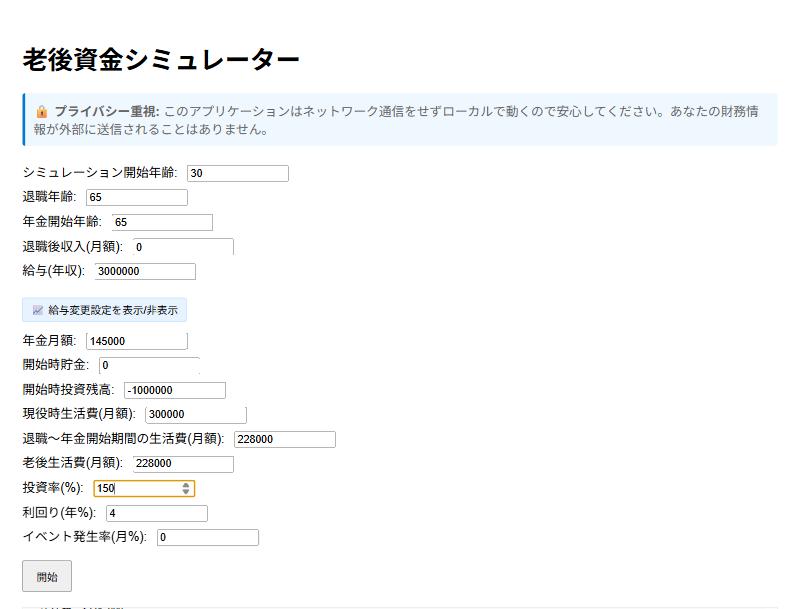 老後資金シミュレーター
🔒 プライバシー重視: このアプリケーションはネットワーク通信をせずローカルで動くので安心してください。あなたの財務情
報が外部に送信されることはありません。
シミュレーション開始年齢: 30
退職年齢: 65
年金開始年齢: 65
退職後収入(月額): 0
給与(年収): 3000000
📈 給与変更設定を表示/非表示
年金月額: 145000
開始時貯金: 0
開始時投資残高: -1000000
現役時生活費(月額): 300000
退職～年金開始期間の生活費(月額): 228000
老後生活費(月額): 228000
投資率(%): 150
利回り(年%): 4
イベント発生率(月%): 0
開始